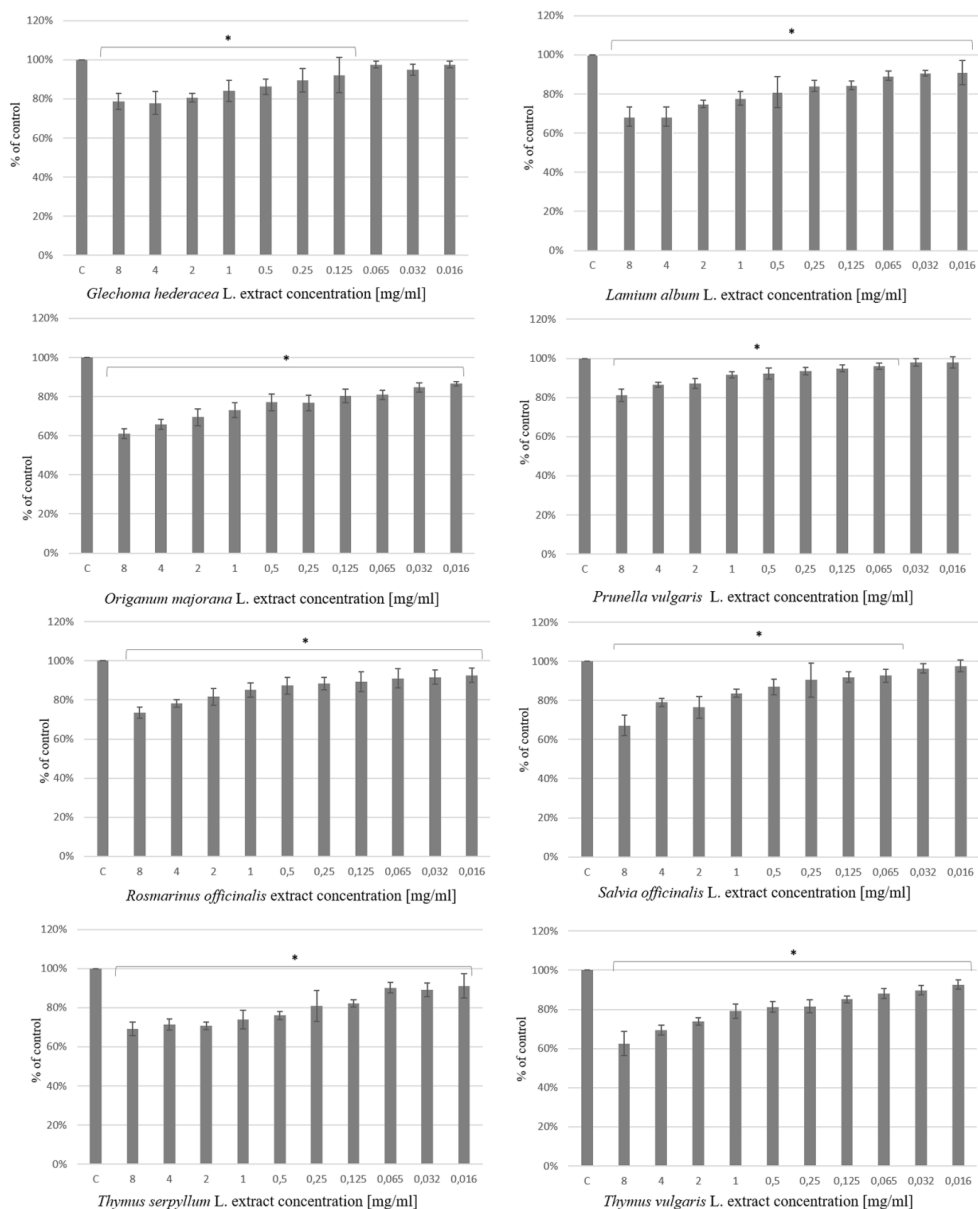 120%
100%
80%
60%
40%
20%
0%
% of control
*
C 8 4 2 1 0.5 0.25 0.125 0.065 0.032 0.016
Glechoma hederacea L. extract concentration [mg/ml]
120%
100%
80%
60%
40%
20%
0%
% of control
*
C 8 4 2 1 0,5 0,25 0,125 0,065 0,032 0,016
Lamium album L. extract concentration [mg/ml]
120%
100%
80%
60%
40%
20%
0%
% of control
*
C 8 4 2 1 0,5 0,25 0,125 0,065 0,032 0,016
Origanum majorana L. extract concentration [mg/ml]
120%
100%
80%
60%
40%
20%
0%
% of control
*
C 8 4 2 1 0,5 0,25 0,125 0,065 0,032 0,016
Prunella vulgaris L. extract concentration [mg/ml]
120%
100%
80%
60%
40%
20%
0%
% of control
*
C 8 4 2 1 0,5 0,25 0,125 0,065 0,032 0,016
Rosmarinus officinalis extract concentration [mg/ml]
120%
100%
80%
60%
40%
20%
0%
% of control
*
C 8 4 2 1 0,5 0,25 0,125 0,065 0,032 0,016
Salvia officinalis L. extract concentration [mg/ml]
120%
100%
80%
60%
40%
20%
0%
% of control
*
C 8 4 2 1 0,5 0,25 0,125 0,065 0,032 0,016
Thymus serpyllum L. extract concentration [mg/ml]
120%
100%
80%
60%
40%
20%
0%
% of control
*
C 8 4 2 1 0,5 0,25 0,125 0,065 0,032 0,016
Thymus vulgaris L. extract concentration [mg/ml]